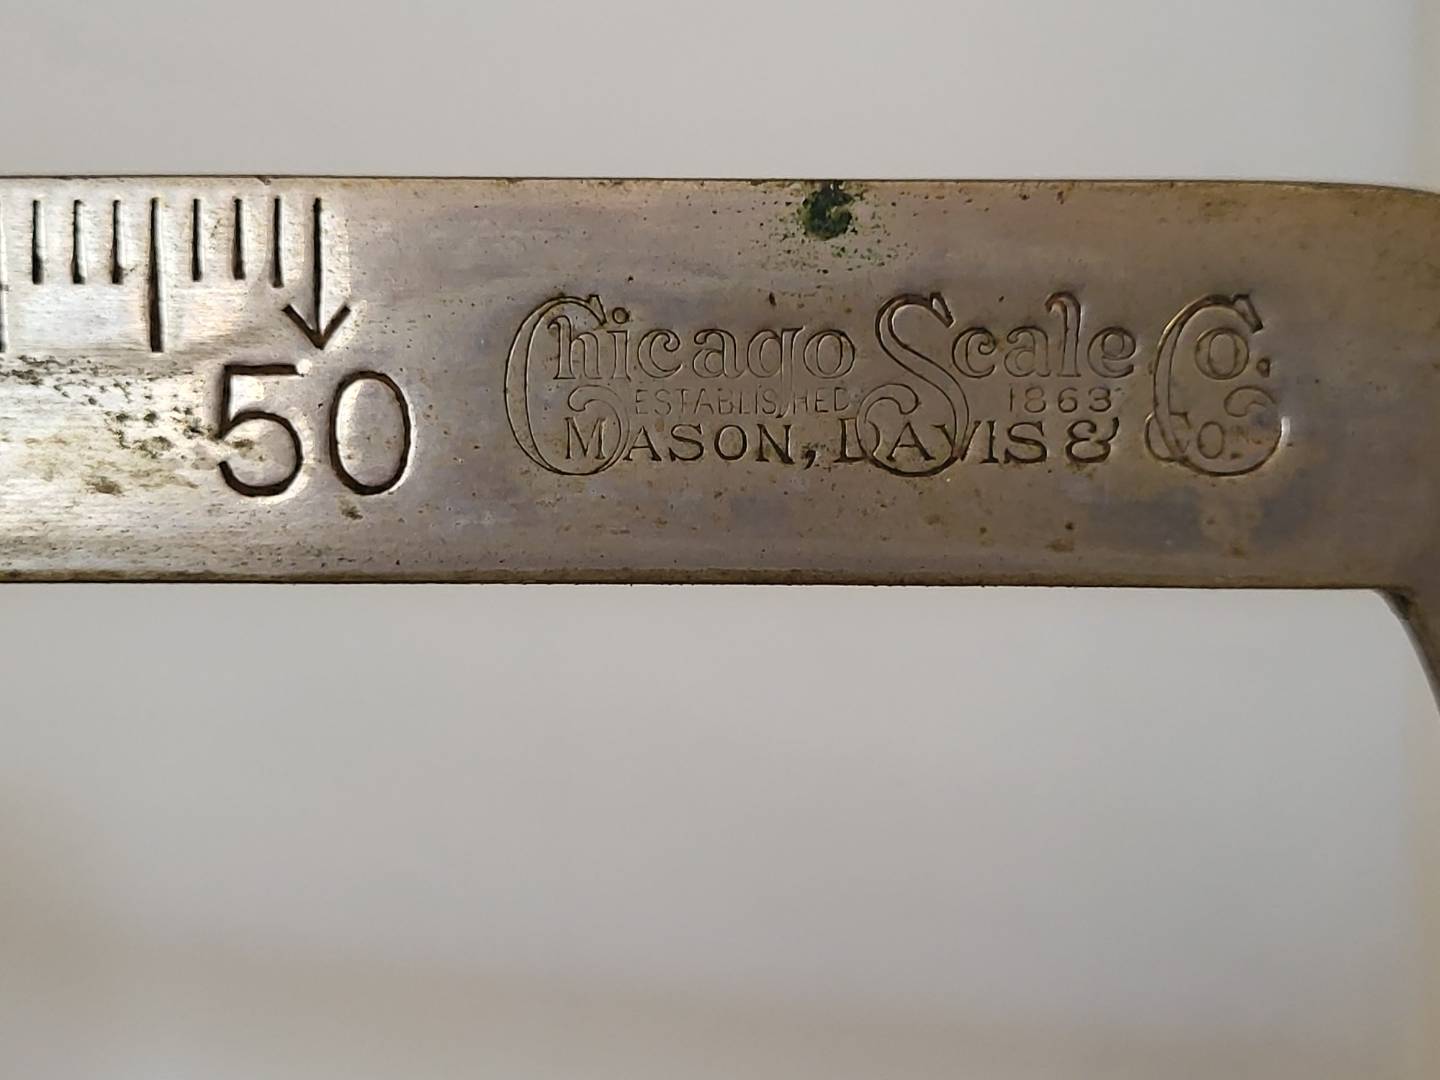 50
Chicago Scale Co.
ESTABLISHED 1863
MASON, DAVIS & CO.